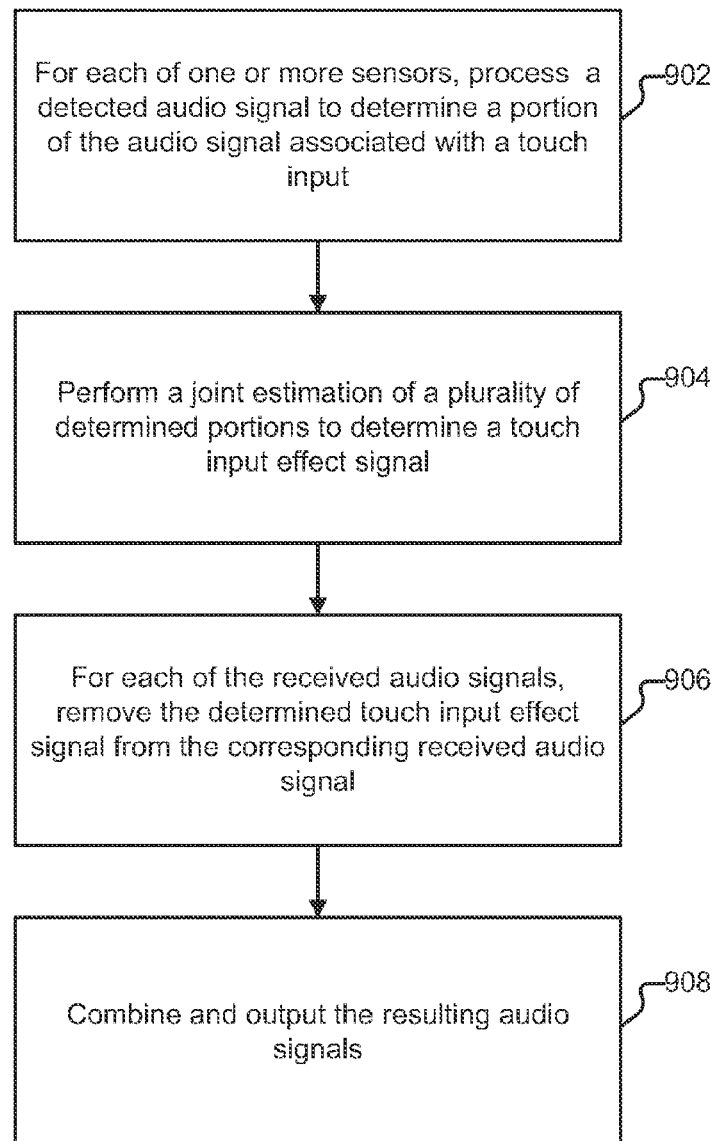 For each of one or more sensors, process a
detected audio signal to determine a portion
of the audio signal associated with a touch
input
902
Perform a joint estimation of a plurality of
determined portions to determine a touch
input effect signal
904
For each of the received audio signals,
remove the determined touch input effect
signal from the corresponding received audio
signal
906
Combine and output the resulting audio
signals
908